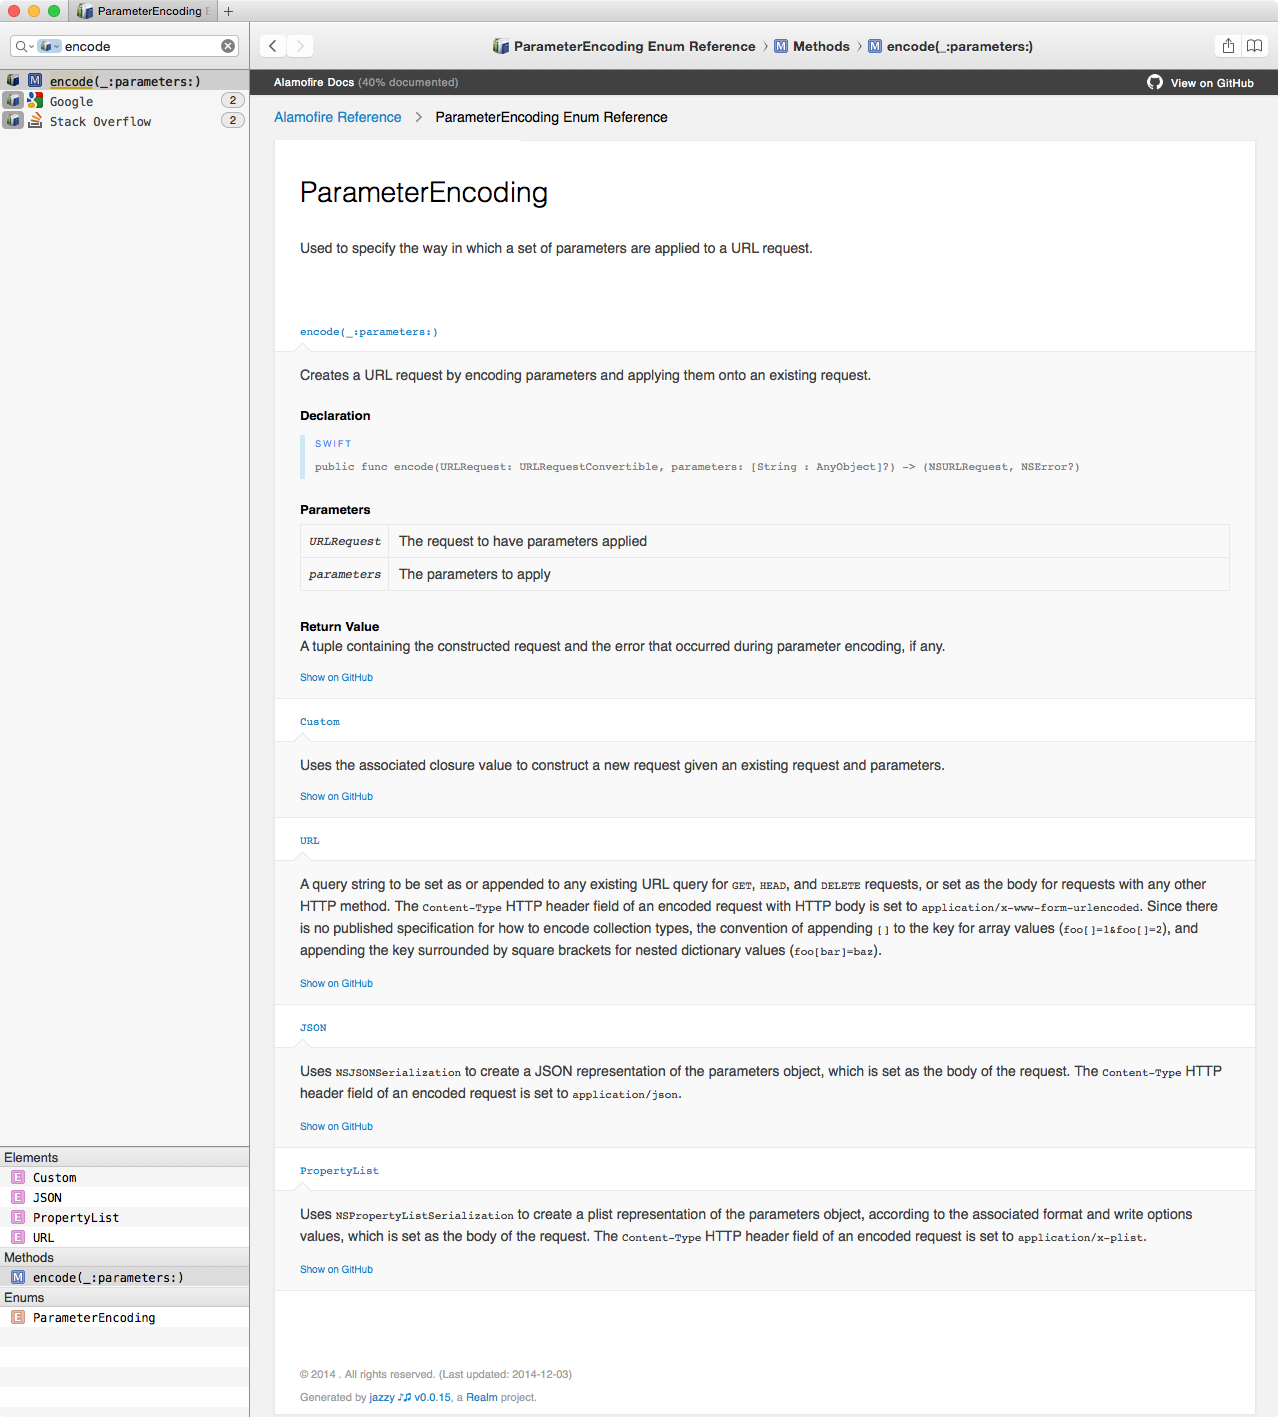 ParameterEncoding E
encode
ParameterEncoding Enum Reference
Methods
encode(_:parameters:)
encode(_:parameters:)
Google
2
Stack Overflow
2
Alamofire Docs (40% documented)
View on GitHub
Alamofire Reference
ParameterEncoding Enum Reference
ParameterEncoding
Used to specify the way in which a set of parameters are applied to a URL request.
encode(_:parameters:)
Creates a URL request by encoding parameters and applying them onto an existing request.
Declaration
SWIFT
public func encode(URLRequest: URLRequestConvertible, parameters: [String : AnyObject]?) -> (NSURLRequest, NSError?)
Parameters
URLRequest
The request to have parameters applied
parameters
The parameters to apply
Return Value
A tuple containing the constructed request and the error that occurred during parameter encoding, if any.
Show on GitHub
Custom
Uses the associated closure value to construct a new request given an existing request and parameters.
Show on GitHub
URL
A query string to be set as or appended to any existing URL query for GET, HEAD, and DELETE requests, or set as the body for requests with any other
HTTP method. The Content-Type HTTP header field of an encoded request with HTTP body is set to application/x-www-form-urlencoded. Since there
is no published specification for how to encode collection types, the convention of appending [] to the key for array values (foo[]=1&foo[]=2), and
appending the key surrounded by square brackets for nested dictionary values (foo[bar]=baz).
Show on GitHub
JSON
Uses NSJSONSerialization to create a JSON representation of the parameters object, which is set as the body of the request. The Content-Type HTTP
header field of an encoded request is set to application/json.
Show on GitHub
PropertyList
Uses NSPropertyListSerialization to create a plist representation of the parameters object, according to the associated format and write options
values, which is set as the body of the request. The Content-Type HTTP header field of an encoded request is set to application/x-plist.
Show on GitHub
© 2014 . All rights reserved. (Last updated: 2014-12-03)
Generated by jazzy ♪♫ v0.0.15, a Realm project.
Elements
Custom
JSON
PropertyList
URL
Methods
encode(_:parameters:)
Enums
ParameterEncoding